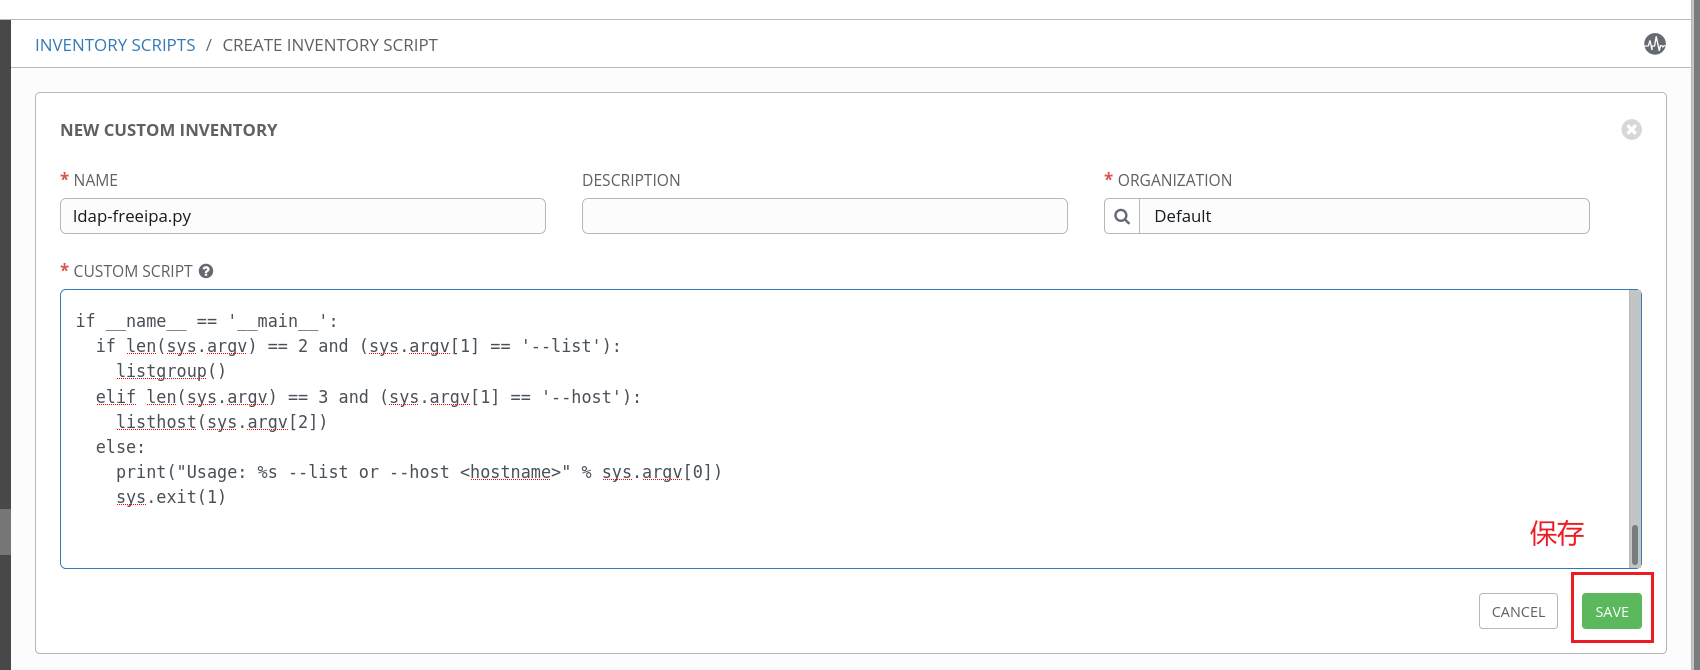 INVENTORY SCRIPTS / CREATE INVENTORY SCRIPT
NEW CUSTOM INVENTORY
* NAME
ldap-freeipa.py
DESCRIPTION
* ORGANIZATION
Default
* CUSTOM SCRIPT ?
if __name__ == '__main__':
  if len(sys.argv) == 2 and (sys.argv[1] == '--list'):
    listgroup()
  elif len(sys.argv) == 3 and (sys.argv[1] == '--host'):
    listhost(sys.argv[2])
  else:
    print("Usage: %s --list or --host <hostname>" % sys.argv[0])
    sys.exit(1)
保存
CANCEL
SAVE